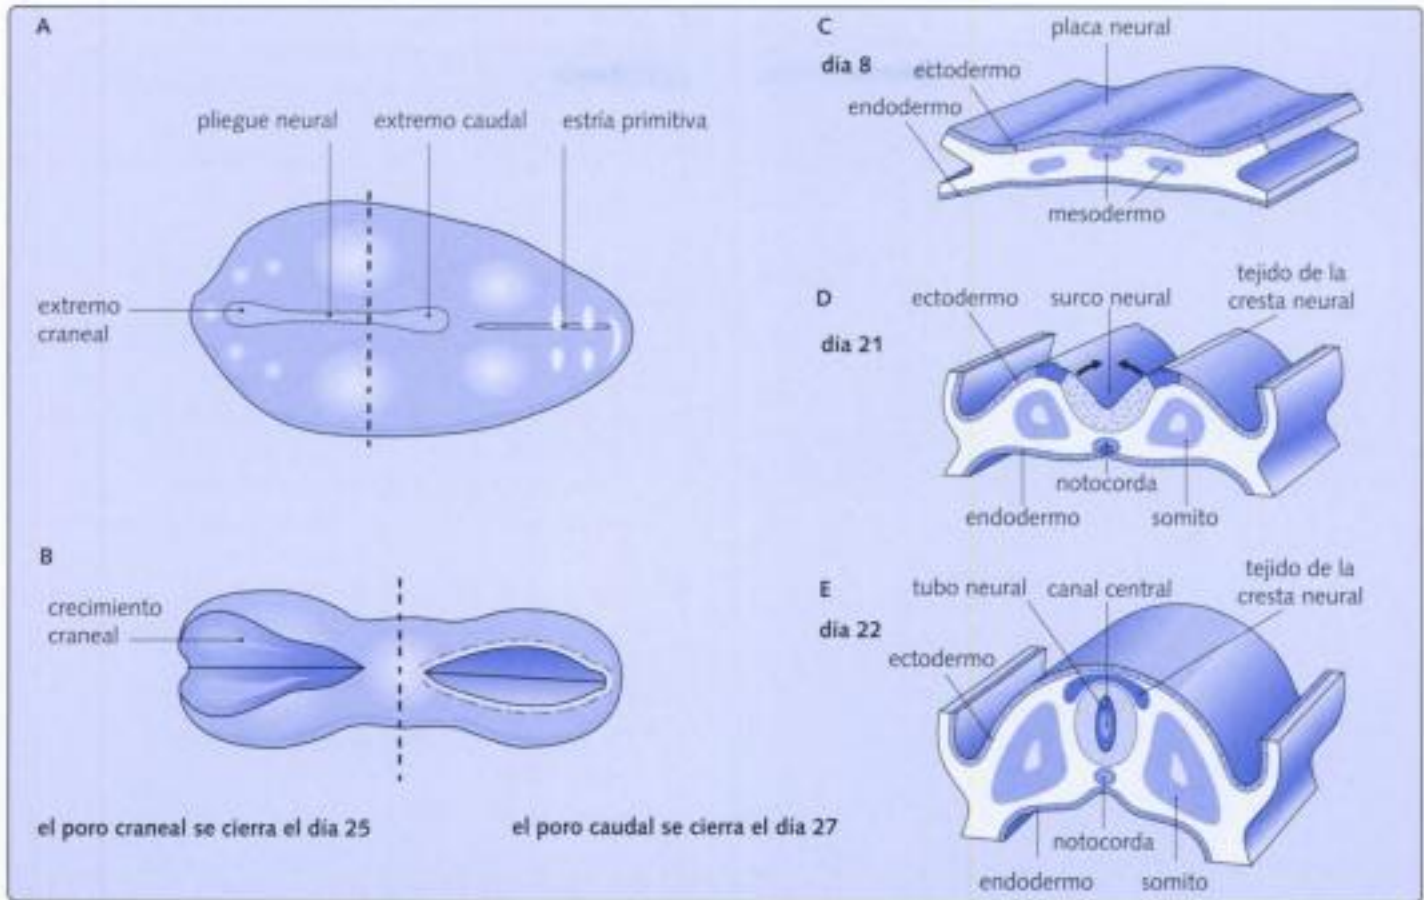 A
pliegue neural
extremo caudal
estría primitiva
extremo
craneal
B
crecimiento
craneal
el poro craneal se cierra el día 25
el poro caudal se cierra el día 27
C
placa neural
día 8
ectodermo
endodermo
mesodermo
D
ectodermo
surco neural
tejido de la
cresta neural
día 21
notocorda
endodermo
somito
E
tubo neural
canal central
tejido de la
cresta neural
día 22
ectodermo
notocorda
endodermo
somito